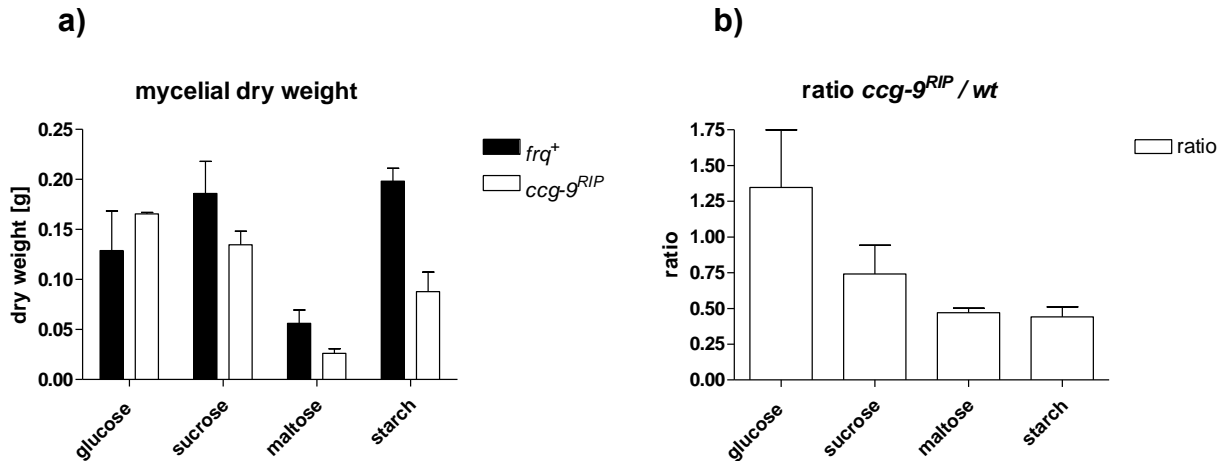 a)
mycelial dry weight
0.25
0.20
0.15
0.10
0.05
0.00
dry weight [g]
glucose
sucrose
maltose
starch
frq+
ccg-9RIP
b)
ratio ccg-9RIP / wt
1.75
1.50
1.25
1.00
0.75
0.50
0.25
0.00
ratio
glucose
sucrose
maltose
starch
ratio